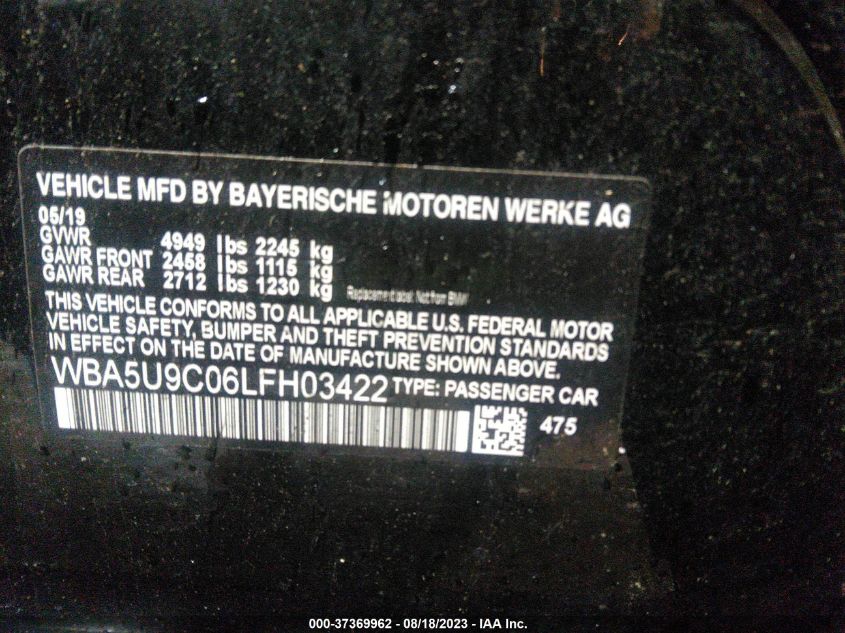 VEHICLE MFD BY BAYERISCHE MOTOREN WERKE AG
05/19
GVWR 4949 lbs 2245 kg
GAWR FRONT 2458 lbs 1115 kg
GAWR REAR 2712 lbs 1230 kg
Replacement label. Not from BMW
THIS VEHICLE CONFORMS TO ALL APPLICABLE U.S. FEDERAL MOTOR
VEHICLE SAFETY, BUMPER AND THEFT PREVENTION STANDARDS
IN EFFECT ON THE DATE OF MANUFACTURE SHOWN ABOVE.
WBA5U9C06LFH03422 TYPE: PASSENGER CAR
475
000-37369962 - 08/18/2023 - IAA Inc.